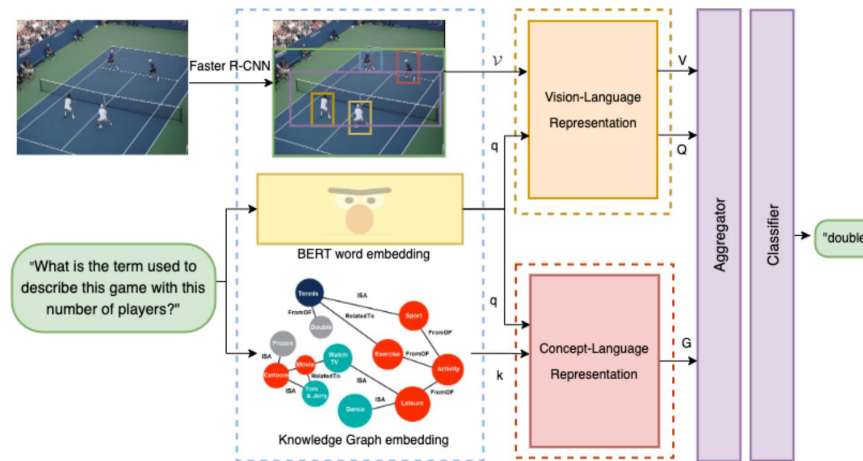 Faster R-CNN
V
V
Vision-Language
Representation
q
Q
BERT word embedding
"What is the term used to
describe this game with this
number of players?"
Aggregator
Classifier
"double
Tennis
ISA
FromOF
Sport
Double
RelatedTo
FromOF
Frozen
Watch
TV
Exercise
FromOF
ISA
Movie
Activity
Cartoons
RelatedTo
ISA
ISA
Tom
& Jerry
FromOF
Dance
ISA
Leisure
Knowledge Graph embedding
q
k
Concept-Language
Representation
G